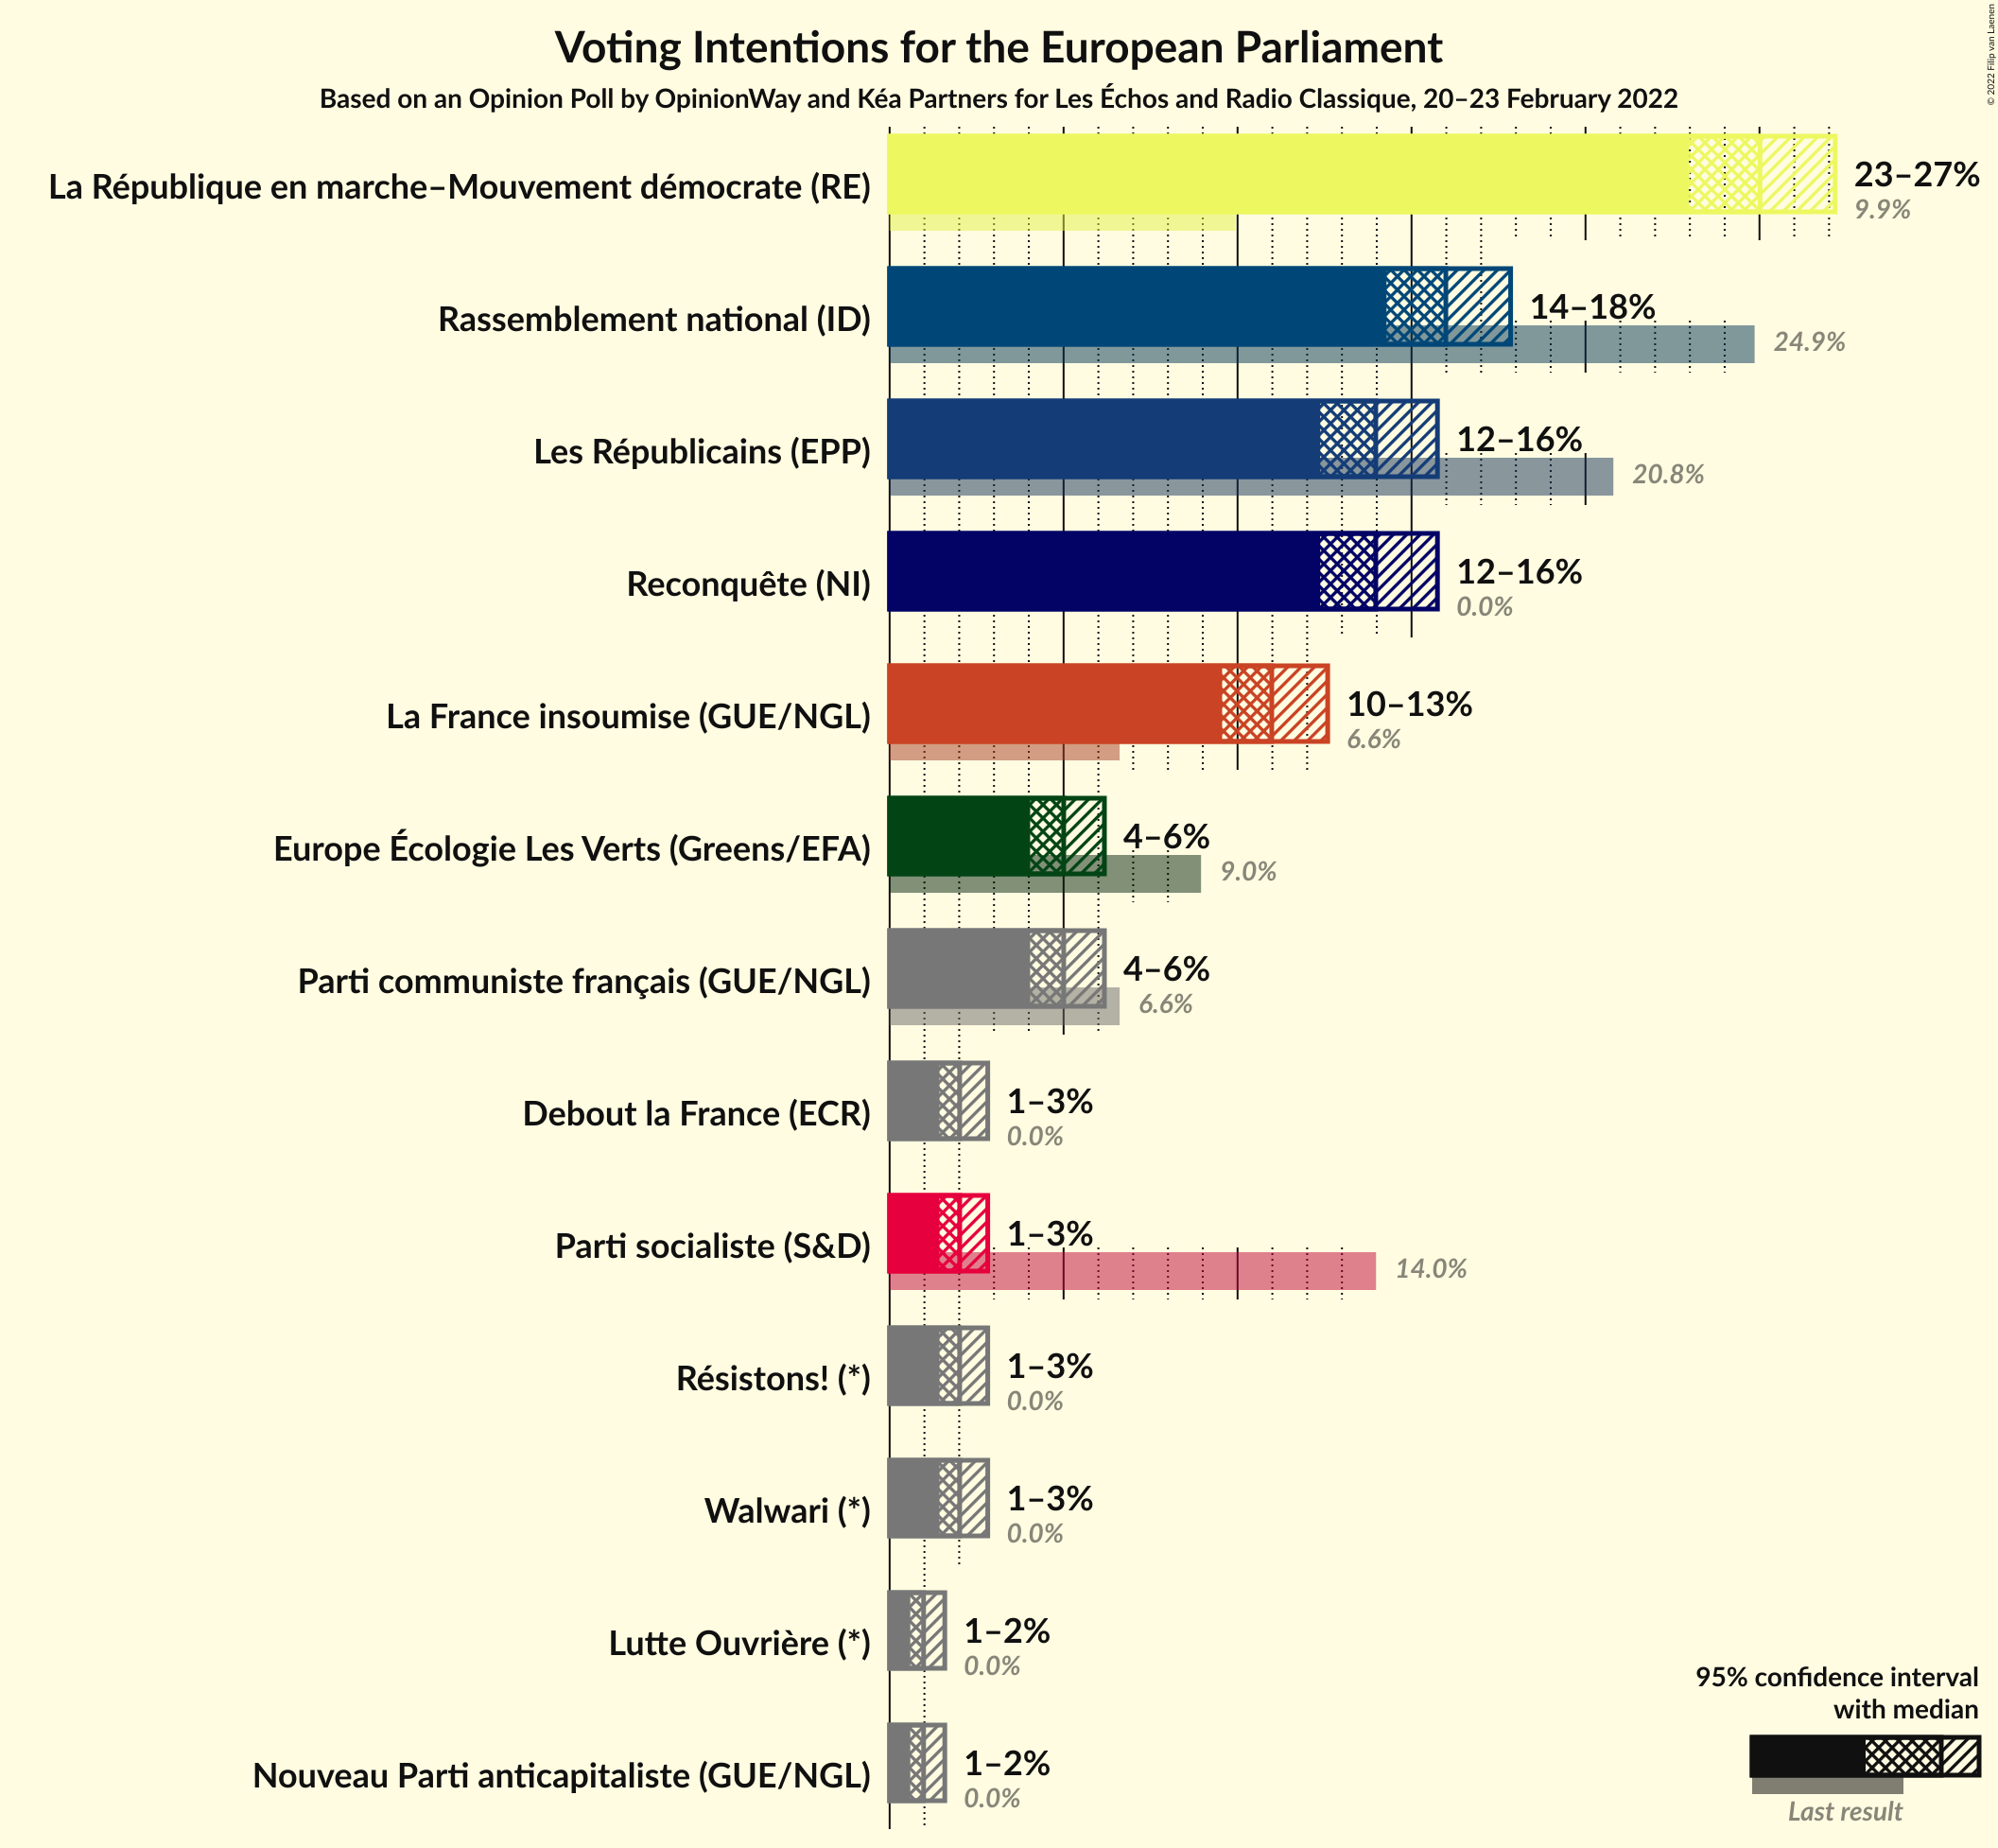 Voting Intentions for the European Parliament
Based on an Opinion Poll by OpinionWay and Kéa Partners for Les Échos and Radio Classique, 20–23 February 2022
© 2022 Filip van Laenen
La République en marche–Mouvement démocrate (RE)
23–27%
9.9%
Rassemblement national (ID)
14–18%
24.9%
Les Républicains (EPP)
12–16%
20.8%
Reconquête (NI)
12–16%
0.0%
La France insoumise (GUE/NGL)
10–13%
6.6%
Europe Écologie Les Verts (Greens/EFA)
4–6%
9.0%
Parti communiste français (GUE/NGL)
4–6%
6.6%
Debout la France (ECR)
1–3%
0.0%
Parti socialiste (S&D)
1–3%
14.0%
Résistons! (*)
1–3%
0.0%
Walwari (*)
1–3%
0.0%
Lutte Ouvrière (*)
1–2%
0.0%
Nouveau Parti anticapitaliste (GUE/NGL)
1–2%
0.0%
95% confidence interval
with median
Last result